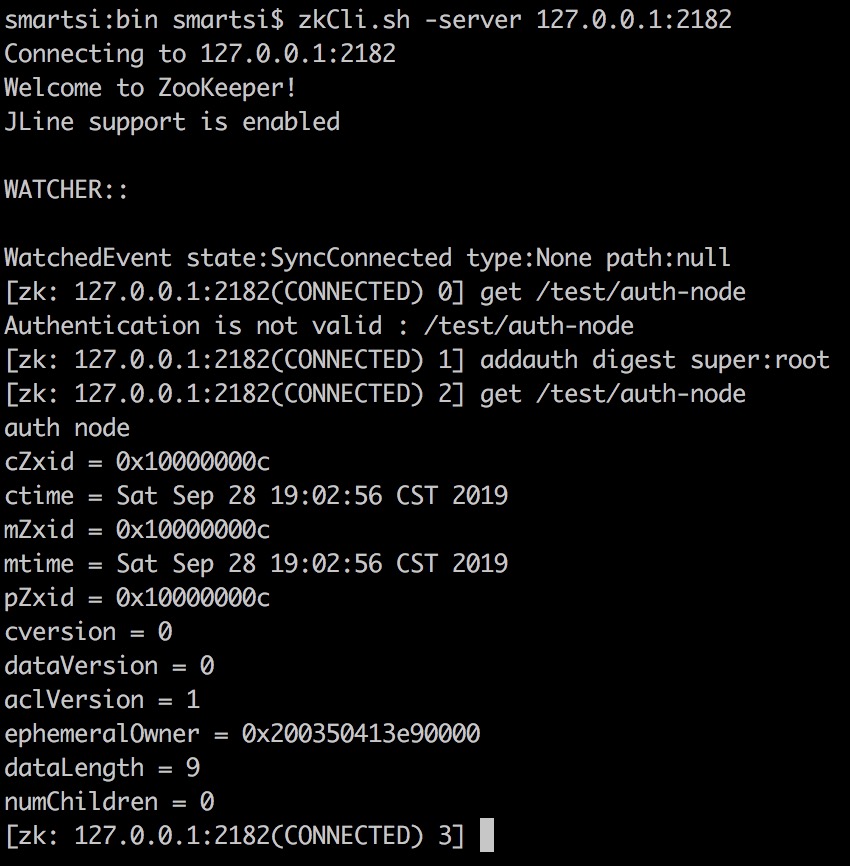 smartsi:bin smartsi$ zkCli.sh -server 127.0.0.1:2182
Connecting to 127.0.0.1:2182
Welcome to ZooKeeper!
JLine support is enabled
WATCHER::
WatchedEvent state:SyncConnected type:None path:null
[zk: 127.0.0.1:2182(CONNECTED) 0] get /test/auth-node
Authentication is not valid : /test/auth-node
[zk: 127.0.0.1:2182(CONNECTED) 1] addauth digest super:root
[zk: 127.0.0.1:2182(CONNECTED) 2] get /test/auth-node
auth node
cZxid = 0x10000000c
ctime = Sat Sep 28 19:02:56 CST 2019
mZxid = 0x10000000c
mtime = Sat Sep 28 19:02:56 CST 2019
pZxid = 0x10000000c
cversion = 0
dataVersion = 0
aclVersion = 1
ephemeralOwner = 0x200350413e90000
dataLength = 9
numChildren = 0
[zk: 127.0.0.1:2182(CONNECTED) 3]